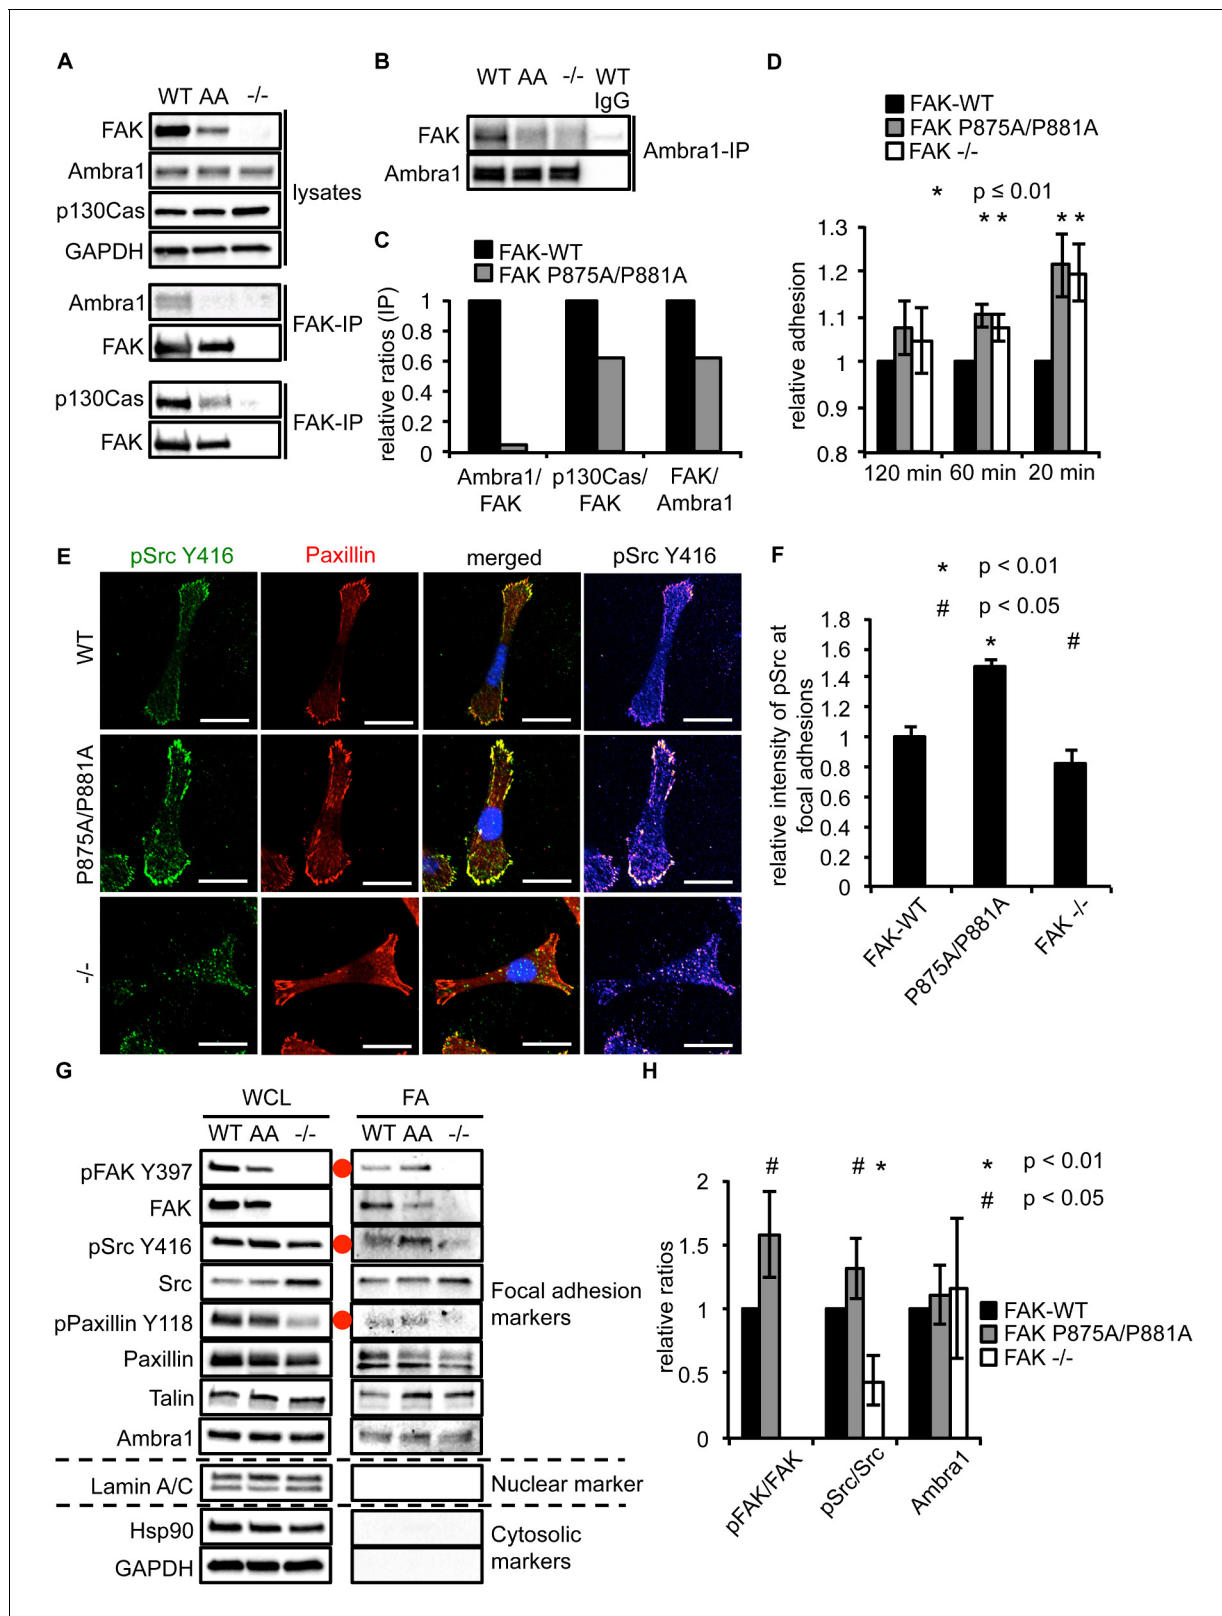 A
WT AA -/-
FAK
Ambra1
p130Cas
GAPDH
lysates
Ambra1
FAK
FAK-IP
p130Cas
FAK
FAK-IP
B
WT AA -/- WT
IgG
FAK
Ambra1
Ambra1-IP
C
FAK-WT
FAK P875A/P881A
relative ratios (IP)
1
0.8
0.6
0.4
0.2
0
Ambra1/
FAK
p130Cas/
FAK
FAK/
Ambra1
D
FAK-WT
FAK P875A/P881A
FAK -/-
* p ≤ 0.01
* * * *
relative adhesion
1.3
1.2
1.1
1
0.9
0.8
120 min 60 min 20 min
E
pSrc Y416 Paxillin merged pSrc Y416
WT
P875A/P881A
-/-
F
* p < 0.01
# p < 0.05
* #
relative intensity of pSrc at
focal adhesions
1.8
1.6
1.4
1.2
1
0.8
0.6
0.4
0.2
0
FAK-WT
P875A/P881A
FAK -/-
G
WCL FA
WT AA -/- WT AA -/-
pFAK Y397
FAK
pSrc Y416
Src
pPaxillin Y118
Paxillin
Talin
Ambra1
Focal adhesion
markers
Lamin A/C
Nuclear marker
Hsp90
GAPDH
Cytosolic
markers
H
# # *
* p < 0.01
# p < 0.05
relative ratios
2
1.5
1
0.5
0
FAK-WT
FAK P875A/P881A
FAK -/-
pFAK/FAK
pSrc/Src
Ambra1